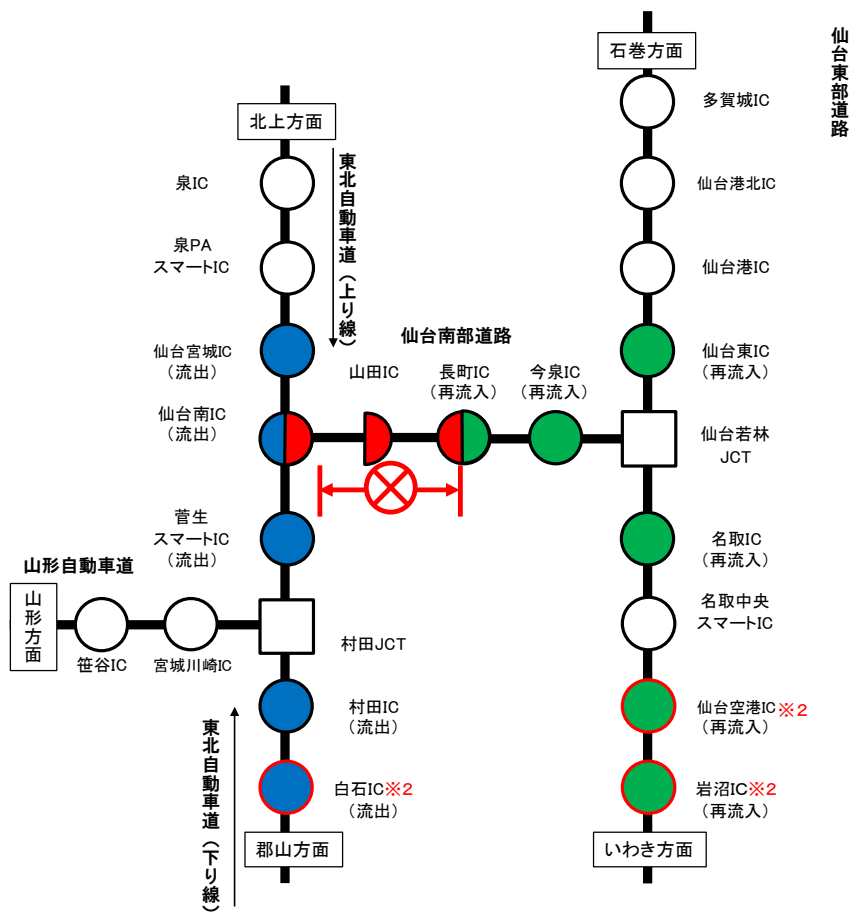 石巻方面
仙台東部道路
多賀城IC
北上方面
東北自動車道（上り線）
泉IC
仙台港北IC
泉PA
スマートIC
仙台港IC
仙台南部道路
仙台宮城IC
（流出）
山田IC
長町IC
（再流入）
今泉IC
（再流入）
仙台東IC
（再流入）
仙台南IC
（流出）
仙台若林
JCT
菅生
スマートIC
（流出）
名取IC
（再流入）
山形自動車道
山形方面
笹谷IC
宮城川崎IC
村田JCT
名取中央
スマートIC
村田IC
（流出）
仙台空港IC※2
（再流入）
東北自動車道（下り線）
白石IC※2
（流出）
岩沼IC※2
（再流入）
郡山方面
いわき方面